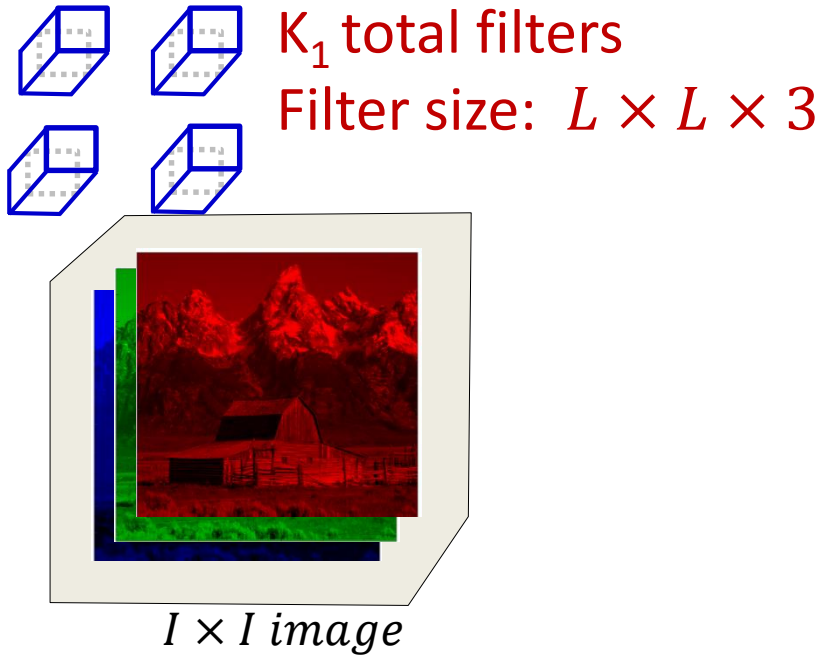 K₁ total filters
Filter size: L × L × 3
I × I image